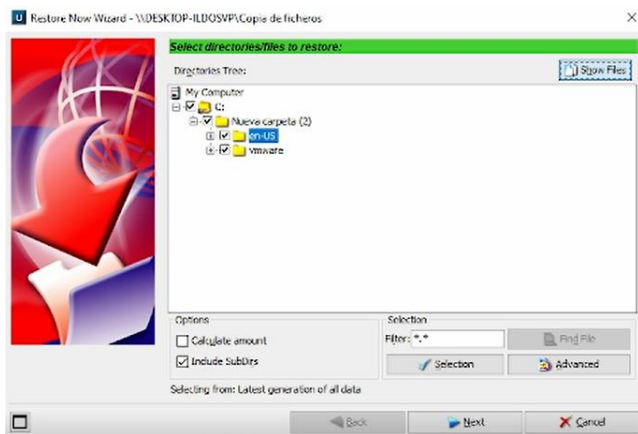 Restore Now Wizard - \\DESKTOP-ILDOSVP\Copia de ficheros
Select directories/files to restore:
Directories Tree:
Show Files
My Computer
C:
Nueva carpeta (2)
en-US
vmware
Options
Selection
Calculate amount
Filter: *.*
Find File
Include SubDirs
Selection
Advanced
Selecting from: Latest generation of all data
Back
Next
Cancel